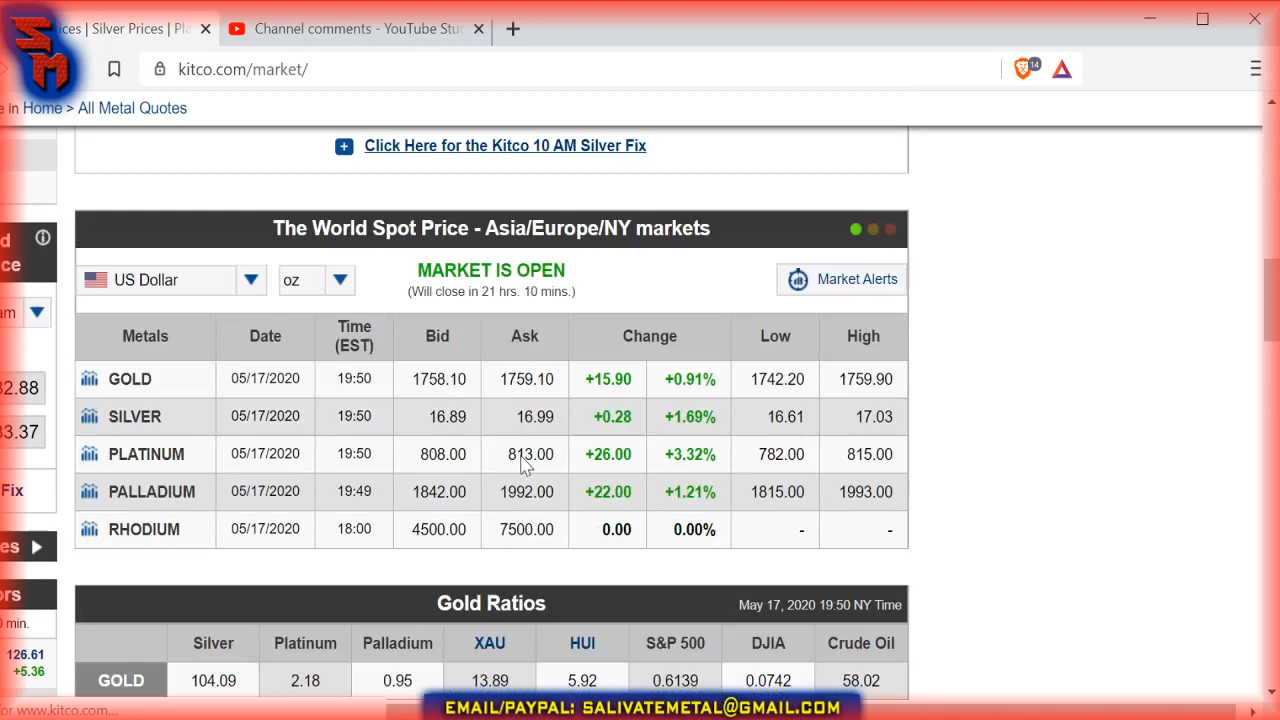 SM
ices | Silver Prices | Pla
Channel comments - YouTube Stud
kitco.com/market/
14
e in Home > All Metal Quotes
Click Here for the Kitco 10 AM Silver Fix
The World Spot Price - Asia/Europe/NY markets
US Dollar oz MARKET IS OPEN
(Will close in 21 hrs. 10 mins.)
Market Alerts
Metals Date Time (EST) Bid Ask Change Low High
GOLD 05/17/2020 19:50 1758.10 1759.10 +15.90 +0.91% 1742.20 1759.90
SILVER 05/17/2020 19:50 16.89 16.99 +0.28 +1.69% 16.61 17.03
PLATINUM 05/17/2020 19:50 808.00 813.00 +26.00 +3.32% 782.00 815.00
PALLADIUM 05/17/2020 19:49 1842.00 1992.00 +22.00 +1.21% 1815.00 1993.00
RHODIUM 05/17/2020 18:00 4500.00 7500.00 0.00 0.00% - -
Gold Ratios May 17, 2020 19:50 NY Time
Silver Platinum Palladium XAU HUI S&P 500 DJIA Crude Oil
GOLD 104.09 2.18 0.95 13.89 5.92 0.6139 0.0742 58.02
d
ce
am
32.88
33.37
Fix
es
ors
0 min.
126.61
+5.36
or www.kitco.com...
EMAIL/PAYPAL: SALIVATEMETAL@GMAIL.COM